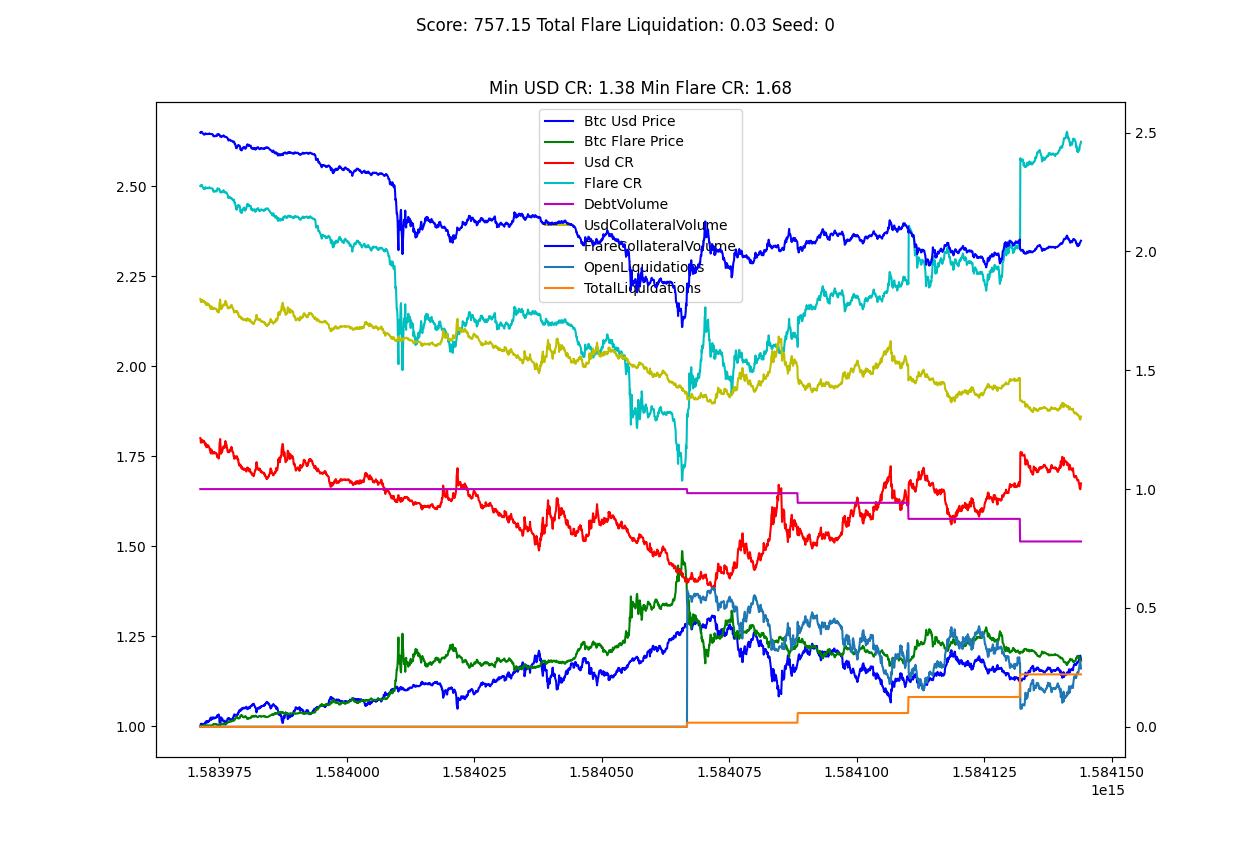 Score: 757.15 Total Flare Liquidation: 0.03 Seed: 0
Min USD CR: 1.38 Min Flare CR: 1.68
Btc Usd Price
Btc Flare Price
Usd CR
Flare CR
DebtVolume
UsdCollateralVolume
FlareCollateralVolume
OpenLiquidations
TotalLiquidations
2.50
2.25
2.00
1.75
1.50
1.25
1.00
2.5
2.0
1.5
1.0
0.5
0.0
1.583975 1.584000 1.584025 1.584050 1.584075 1.584100 1.584125 1.584150
1e15